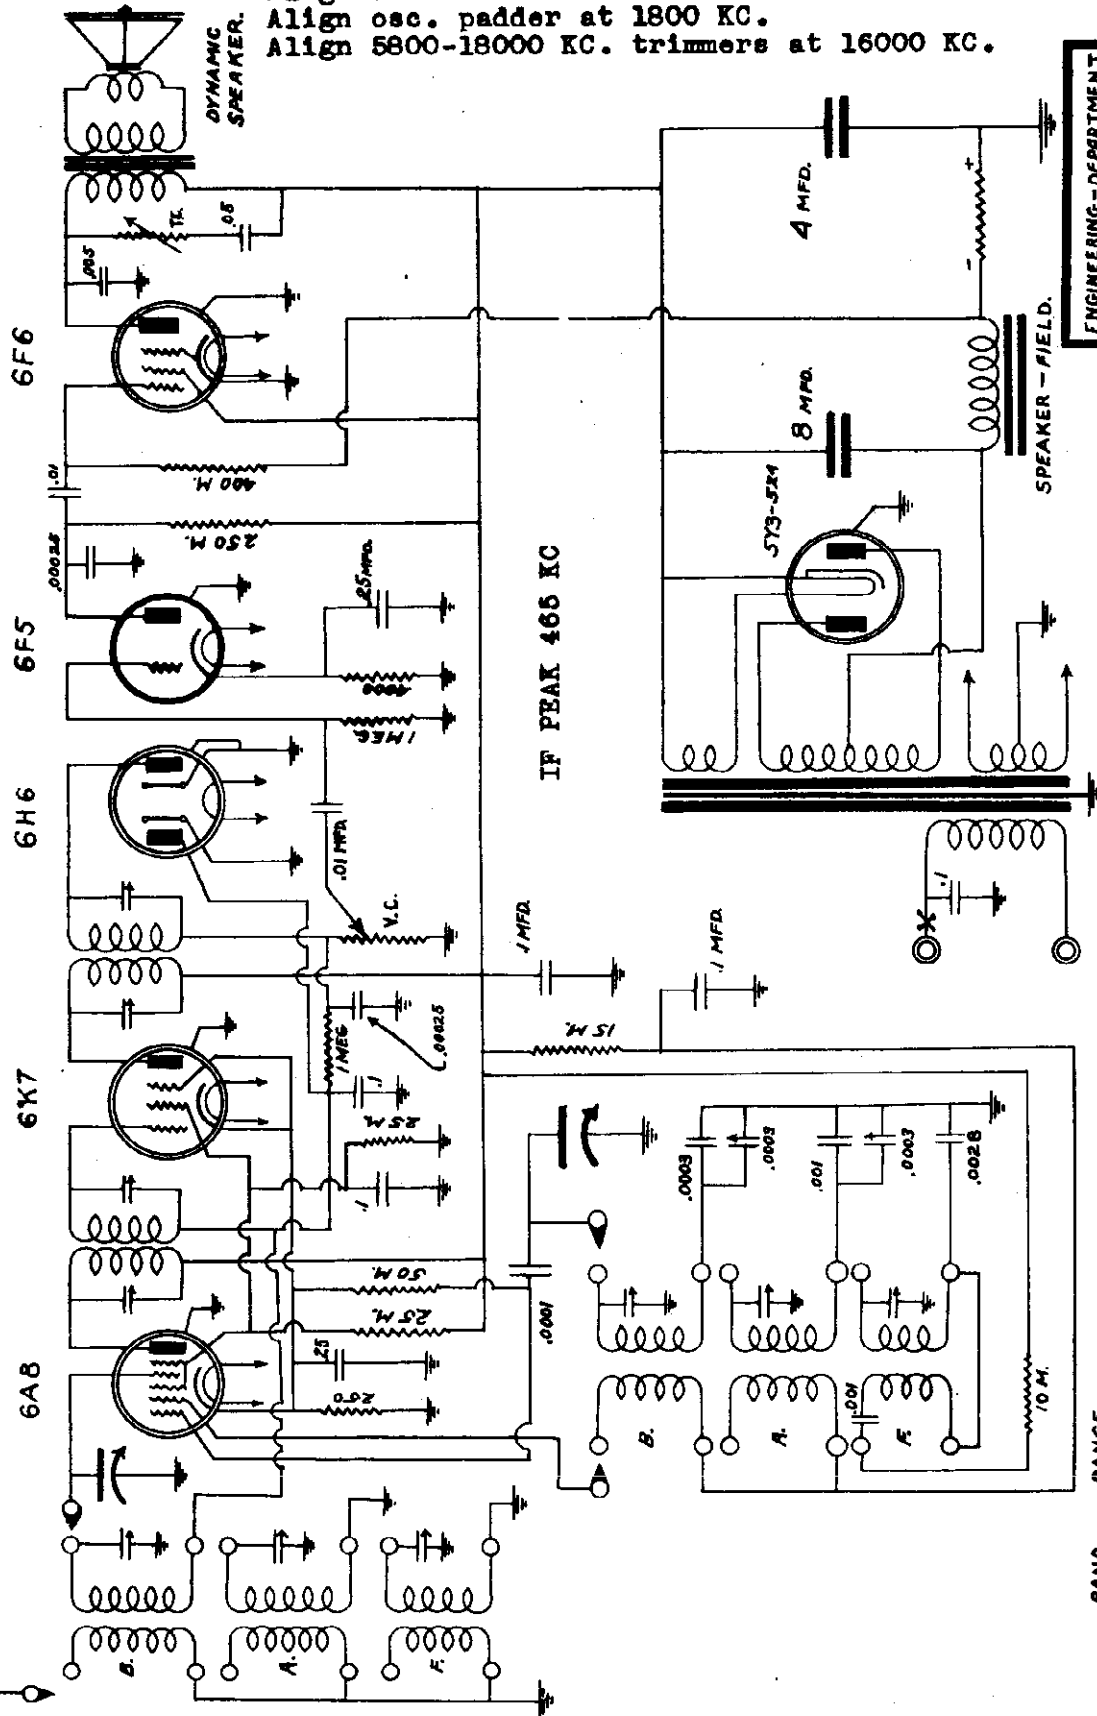 Align osc. padder at 1800 KC.
Align 5800-18000 KC. trimmers at 16000 KC.
DYNAMIC
SPEAKER.
6F6
6F5
6H6
6K7
6A8
.005
.05
.01
400 M.
250 M.
.00025
.25 MFD.
4000
1 MEG.
.01 MFD.
V.C.
1 MEG
.00025
.1
25 M.
.1
50 M.
25 M.
.25
250
IF PEAK 465 KC
4 MFD.
8 MFD.
+
-
SPEAKER-FIELD.
5Y3-5Z4
ENGINEERING-DEPARTMENT
.1
X
.1 MFD.
.1 MFD.
15 M.
.0001
.0003
.0003
.001
.0003
.0028
.001
10 M.
B.
A.
F.
B.
A.
F.
BAND RANGE